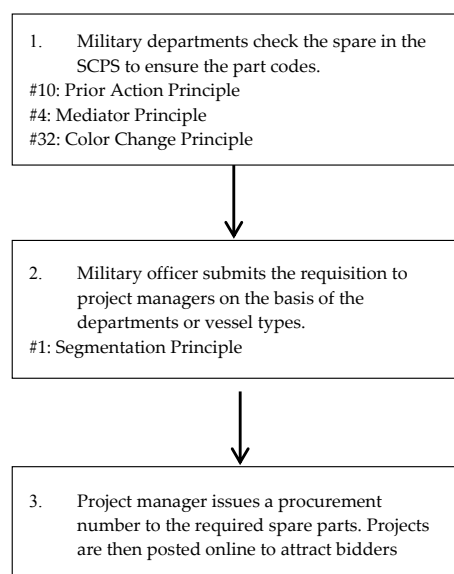 1. Military departments check the spare in the
SCPS to ensure the part codes.
#10: Prior Action Principle
#4: Mediator Principle
#32: Color Change Principle
2. Military officer submits the requisition to
project managers on the basis of the
departments or vessel types.
#1: Segmentation Principle
3. Project manager issues a procurement
number to the required spare parts. Projects
are then posted online to attract bidders